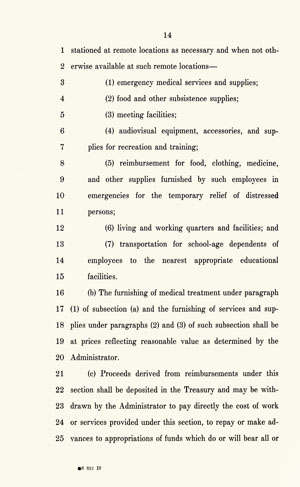 14
1 stationed at remote locations as necessary and when not oth-
2 erwise available at such remote locations—
3 (1) emergency medical services and supplies;
4 (2) food and other subsistence supplies;
5 (3) meeting facilities;
6 (4) audiovisual equipment, accessories, and sup-
7 plies for recreation and training;
8 (5) reimbursement for food, clothing, medicine,
9 and other supplies furnished by such employees in
10 emergencies for the temporary relief of distressed
11 persons;
12 (6) living and working quarters and facilities; and
13 (7) transportation for school-age dependents of
14 employees to the nearest appropriate educational
15 facilities.
16 (b) The furnishing of medical treatment under paragraph
17 (1) of subsection (a) and the furnishing of services and sup-
18 plies under paragraphs (2) and (3) of such subsection shall be
19 at prices reflecting reasonable value as determined by the
20 Administrator.
21 (c) Proceeds derived from reimbursements under this
22 section shall be deposited in the Treasury and may be with-
23 drawn by the Administrator to pay directly the cost of work
24 or services provided under this section, to repay or make ad-
25 vances to appropriations of funds which do or will bear all or
●S 821 IS